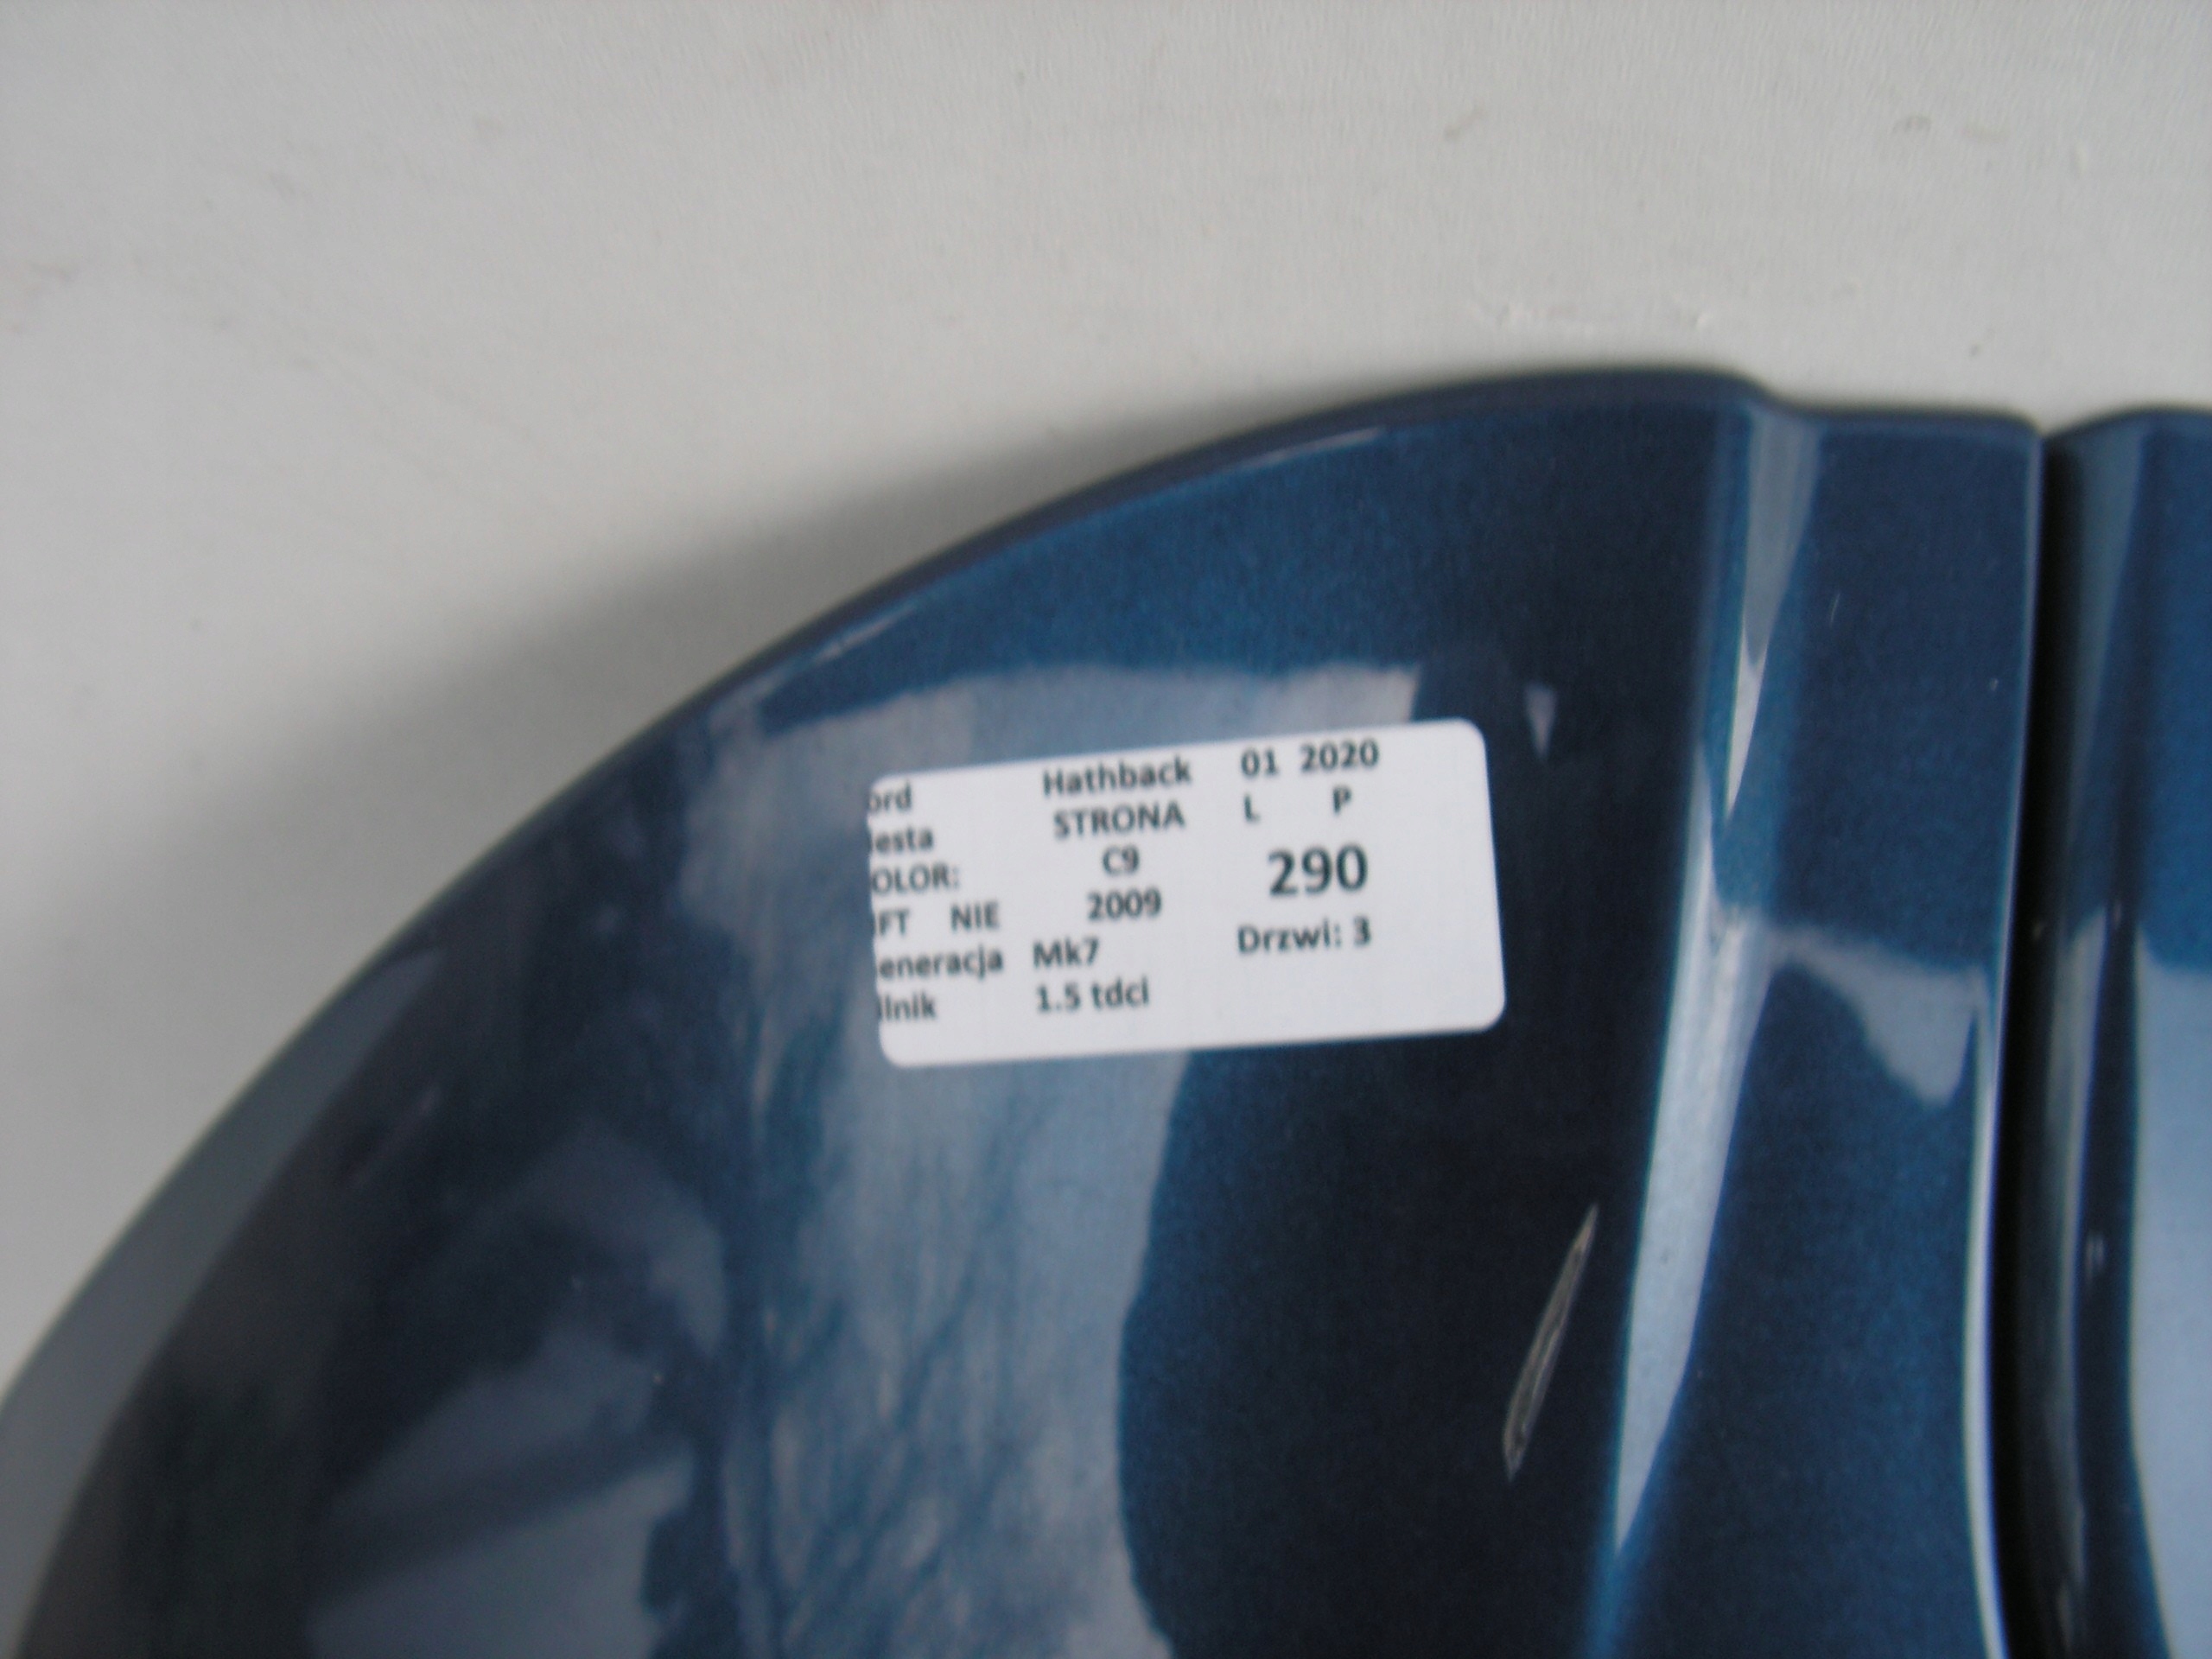 ord Hathback 01 2020
iesta STRONA L P
OLOR: C9 290
FT NIE 2009
eneracja Mk7 Drzwi: 3
ilnik 1.5 tdci